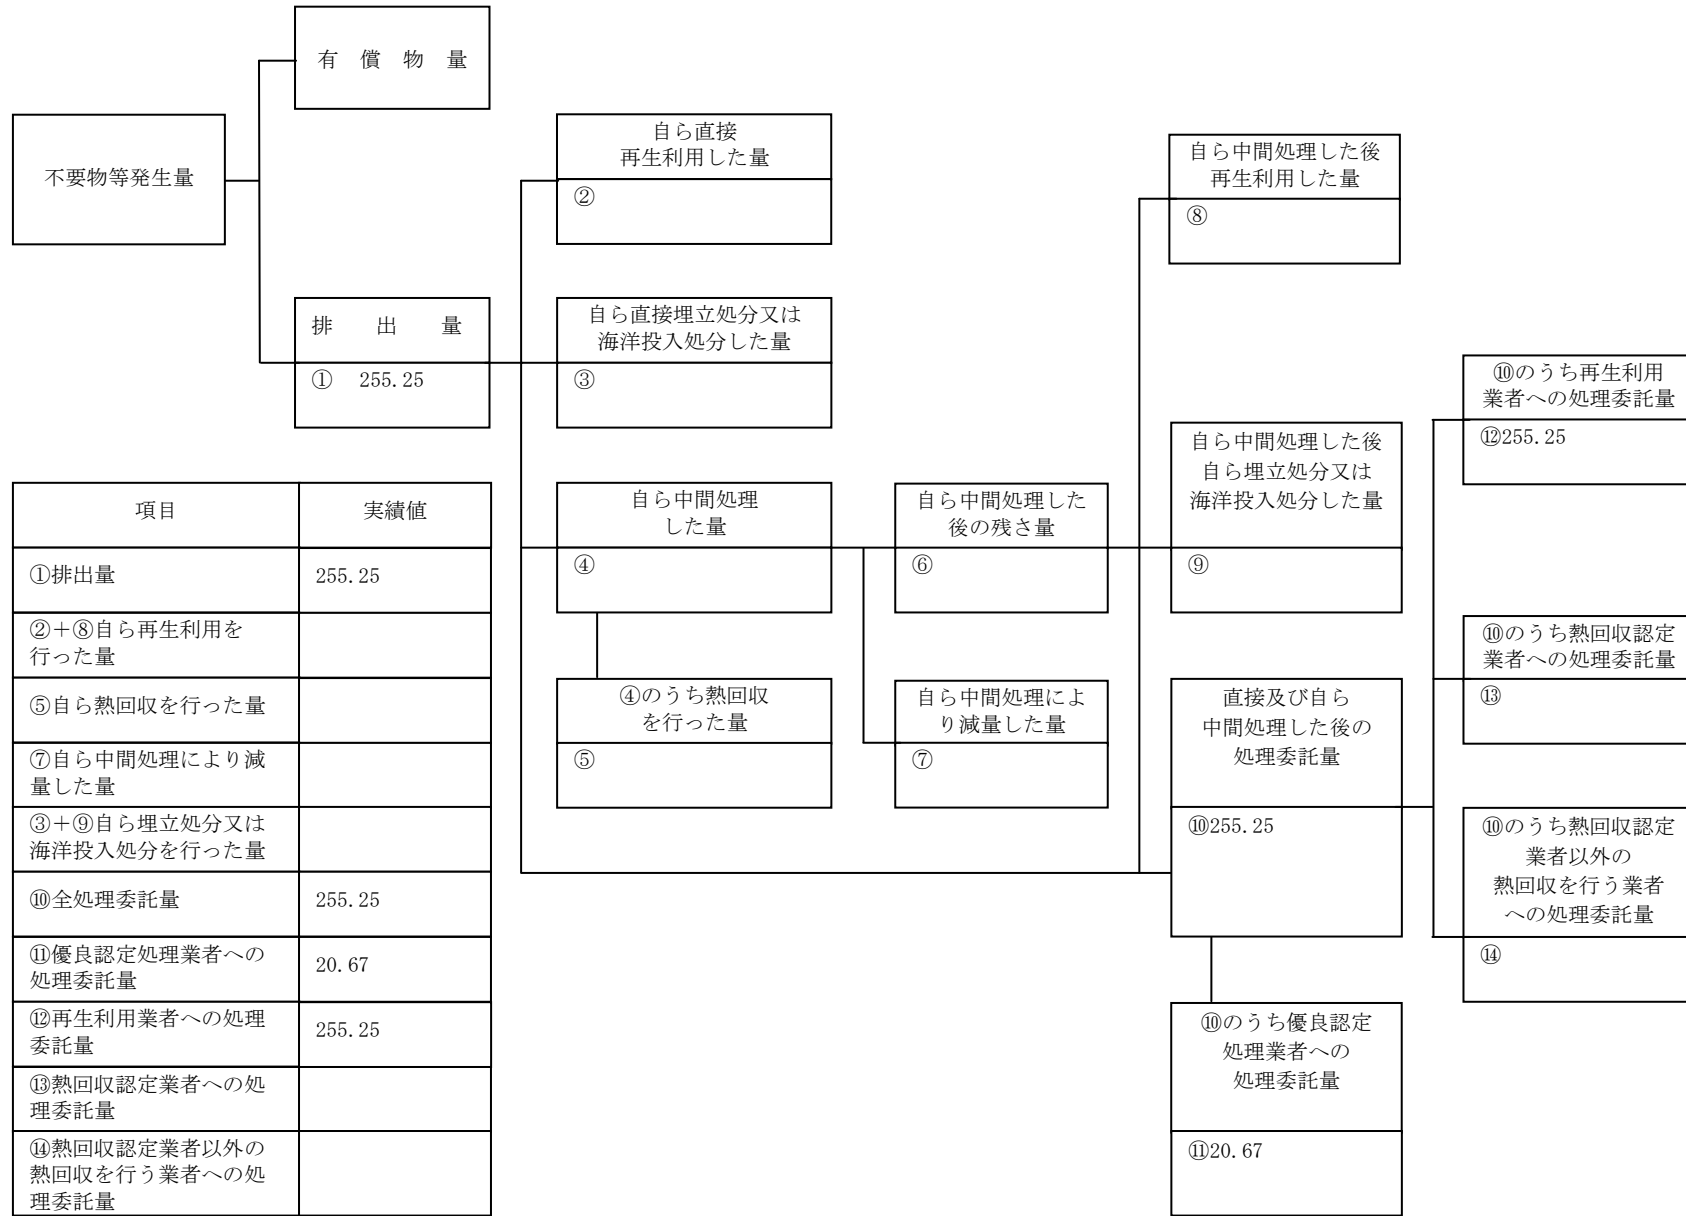 有　償　物　量
不要物等発生量
排　出　量
①　255.25
自ら直接
再生利用した量
②
自ら直接埋立処分又は
海洋投入処分した量
③
自ら中間処理
した量
④
④のうち熱回収
を行った量
⑤
自ら中間処理した
後の残さ量
⑥
自ら中間処理によ
り減量した量
⑦
自ら中間処理した後
再生利用した量
⑧
自ら中間処理した後
自ら埋立処分又は
海洋投入処分した量
⑨
直接及び自ら
中間処理した後の
処理委託量
⑩255.25
⑩のうち優良認定
処理業者への
処理委託量
⑪20.67
⑩のうち再生利用
業者への処理委託量
⑫255.25
⑩のうち熱回収認定
業者への処理委託量
⑬
⑩のうち熱回収認定
業者以外の
熱回収を行う業者
への処理委託量
⑭
項目　実績値
①排出量　255.25
②＋⑧自ら再生利用を
行った量
⑤自ら熱回収を行った量
⑦自ら中間処理により減
量した量
③＋⑨自ら埋立処分又は
海洋投入処分を行った量
⑩全処理委託量　255.25
⑪優良認定処理業者への
処理委託量　20.67
⑫再生利用業者への処理
委託量　255.25
⑬熱回収認定業者への処
理委託量
⑭熱回収認定業者以外の
熱回収を行う業者への処
理委託量